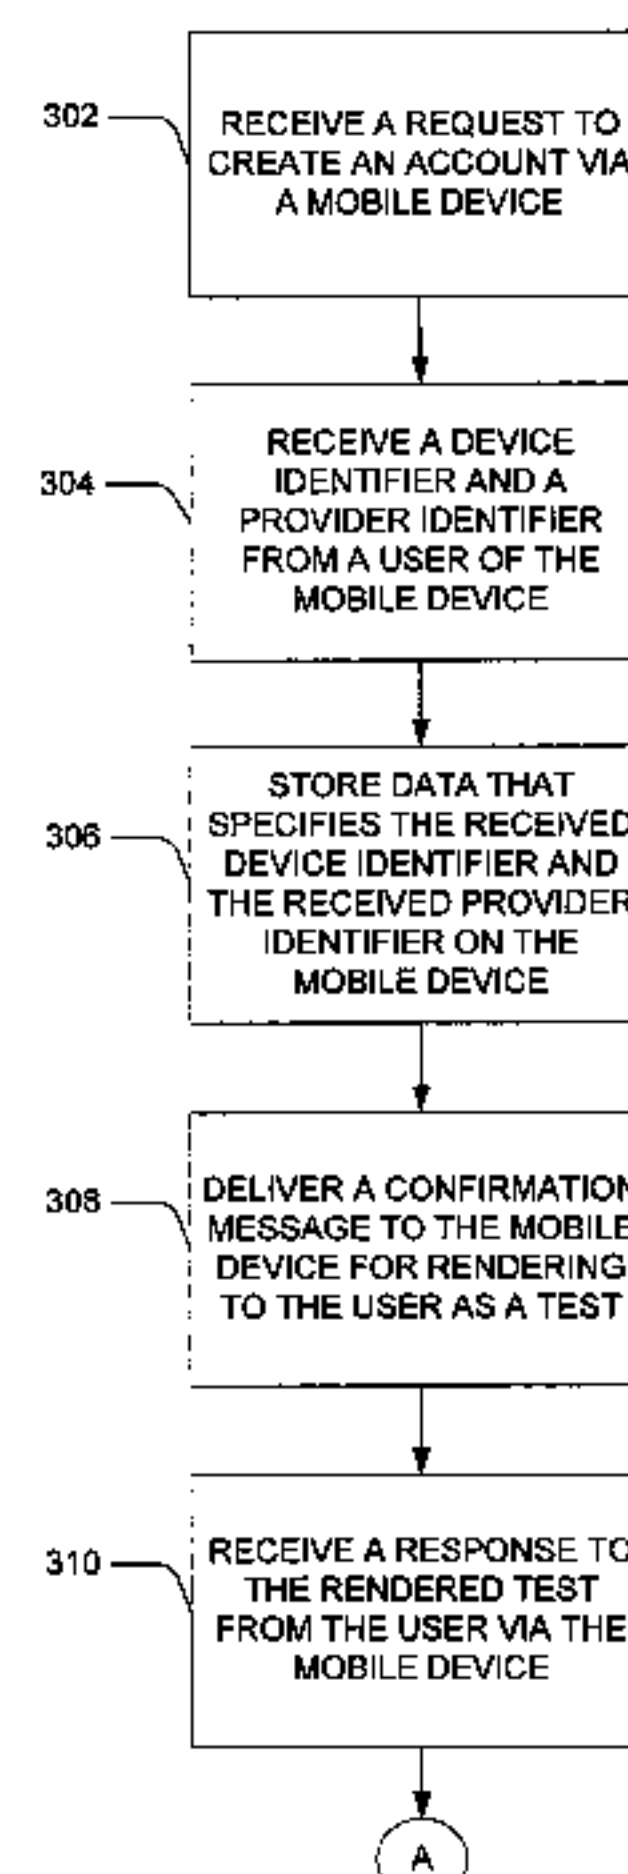 302
RECEIVE A REQUEST TO
CREATE AN ACCOUNT VIA
A MOBILE DEVICE
304
RECEIVE A DEVICE
IDENTIFIER AND A
PROVIDER IDENTIFIER
FROM A USER OF THE
MOBILE DEVICE
306
STORE DATA THAT
SPECIFIES THE RECEIVED
DEVICE IDENTIFIER AND
THE RECEIVED PROVIDER
IDENTIFIER ON THE
MOBILE DEVICE
308
DELIVER A CONFIRMATION
MESSAGE TO THE MOBILE
DEVICE FOR RENDERING
TO THE USER AS A TEST
310
RECEIVE A RESPONSE TO
THE RENDERED TEST
FROM THE USER VIA THE
MOBILE DEVICE
A